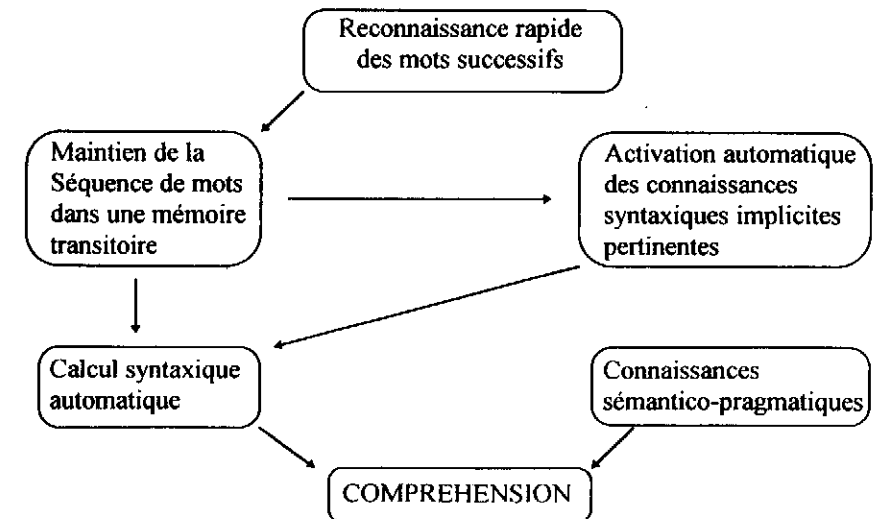 Reconnaissance rapide
des mots successifs
Maintien de la
Séquence de mots
dans une mémoire
transitoire
Activation automatique
des connaissances
syntaxiques implicites
pertinentes
Calcul syntaxique
automatique
Connaissances
sémantico-pragmatiques
COMPREHENSION